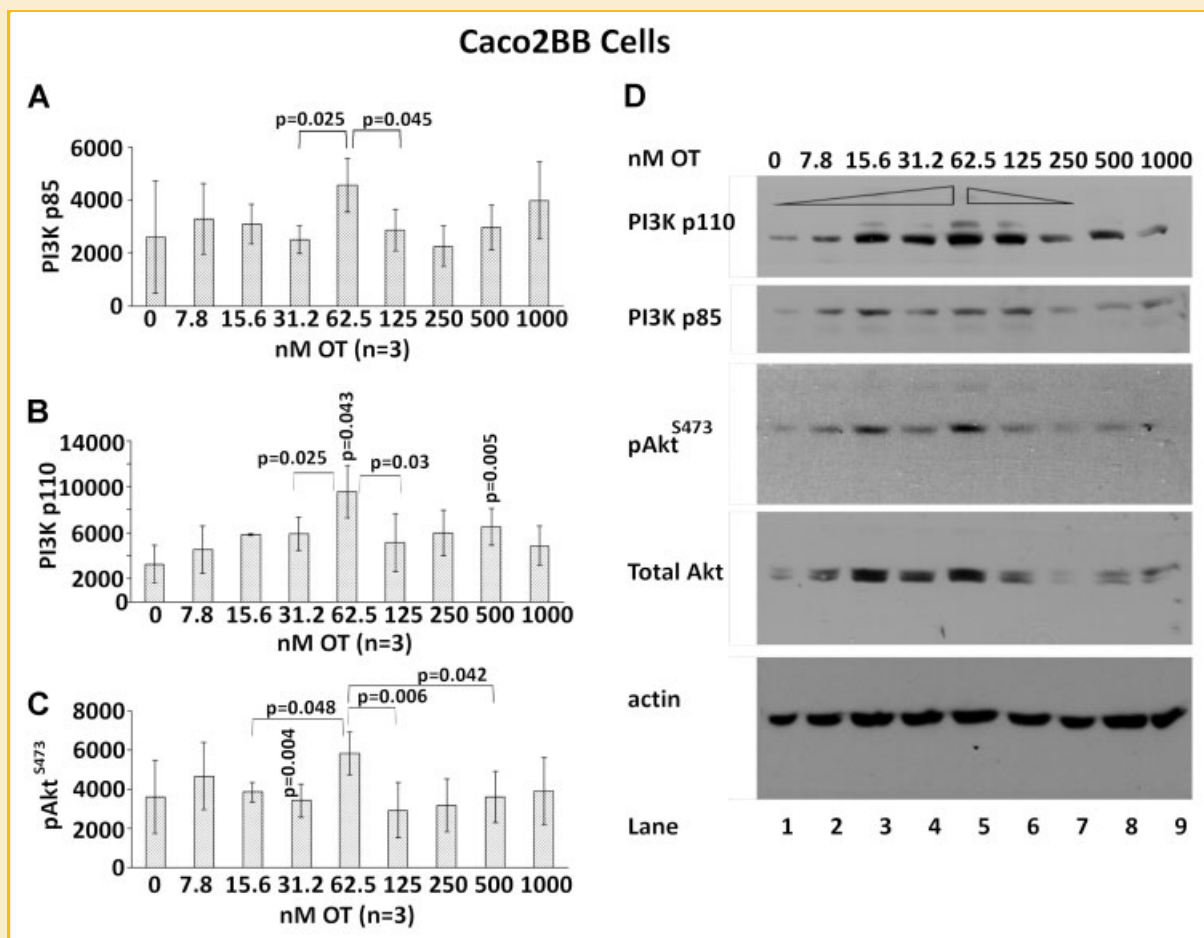 Caco2BB Cells
A
p=0.025 p=0.045
PI3K p85
6000
4000
2000
0
0 7.8 15.6 31.2 62.5 125 250 500 1000
nM OT (n=3)
B
PI3K p110
14000
10000
6000
2000
0
p=0.025 p=0.043 p=0.03 p=0.005
0 7.8 15.6 31.2 62.5 125 250 500 1000
nM OT (n=3)
C
p=0.042
p=0.048 p=0.006
p=0.004
pAkt S473
8000
6000
4000
2000
0
0 7.8 15.6 31.2 62.5 125 250 500 1000
nM OT (n=3)
D
nM OT 0 7.8 15.6 31.2 62.5 125 250 500 1000
PI3K p110
PI3K p85
pAkt S473
Total Akt
actin
Lane 1 2 3 4 5 6 7 8 9